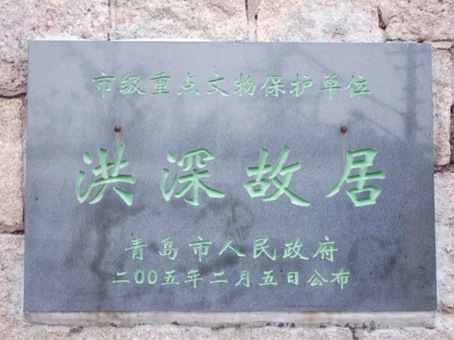 市级重点文物保护单位
洪深故居
青岛市人民政府
二00五年二月五日公布